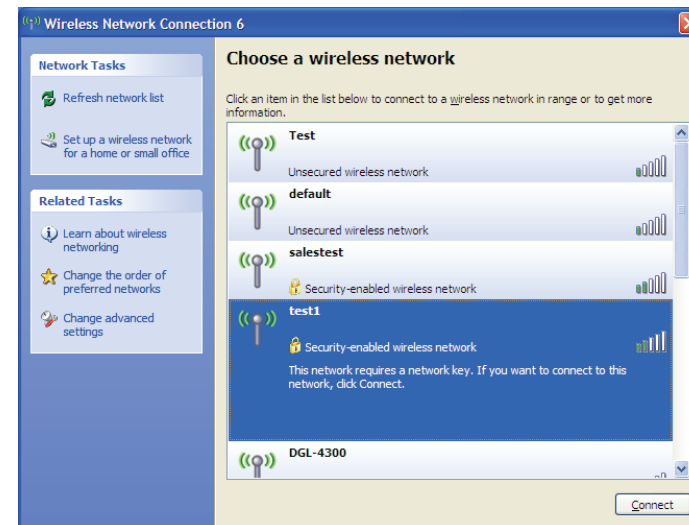 Wireless Network Connection 6
Network Tasks
Refresh network list
Set up a wireless network
for a home or small office
Related Tasks
Learn about wireless
networking
Change the order of
preferred networks
Change advanced
settings
Choose a wireless network
Click an item in the list below to connect to a wireless network in range or to get more
information.
Test
Unsecured wireless network
default
Unsecured wireless network
salestest
Security-enabled wireless network
test1
Security-enabled wireless network
This network requires a network key. If you want to connect to this
network, click Connect.
DGL-4300
Connect